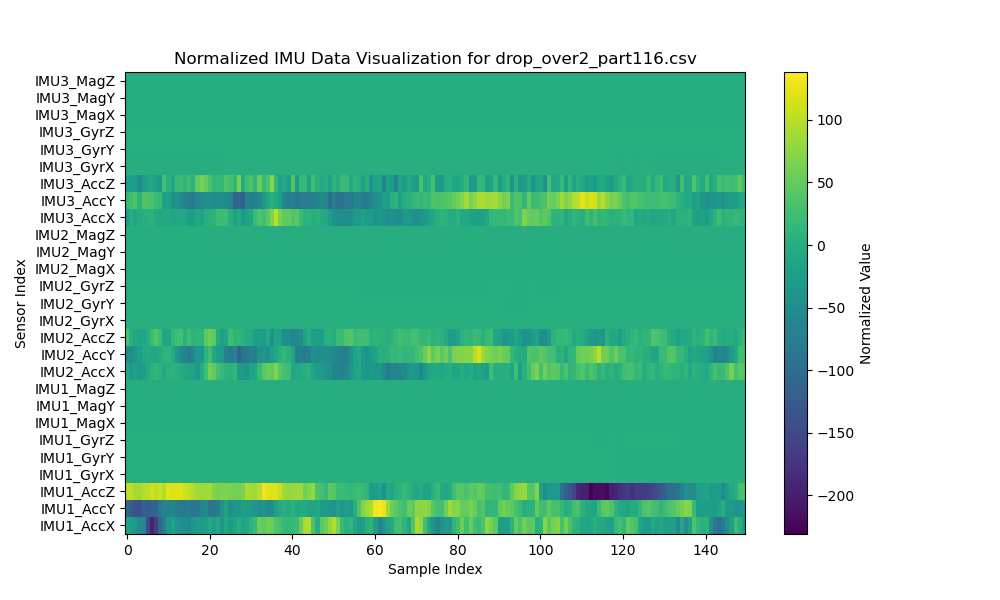 Normalized IMU Data Visualization for drop_over2_part116.csv
IMU3_MagZ
IMU3_MagY
IMU3_MagX
IMU3_GyrZ
IMU3_GyrY
IMU3_GyrX
IMU3_AccZ
IMU3_AccY
IMU3_AccX
IMU2_MagZ
IMU2_MagY
IMU2_MagX
IMU2_GyrZ
IMU2_GyrY
IMU2_GyrX
IMU2_AccZ
IMU2_AccY
IMU2_AccX
IMU1_MagZ
IMU1_MagY
IMU1_MagX
IMU1_GyrZ
IMU1_GyrY
IMU1_GyrX
IMU1_AccZ
IMU1_AccY
IMU1_AccX
Sensor Index
0 20 40 60 80 100 120 140
Sample Index
100
50
0
−50
−100
−150
−200
Normalized Value